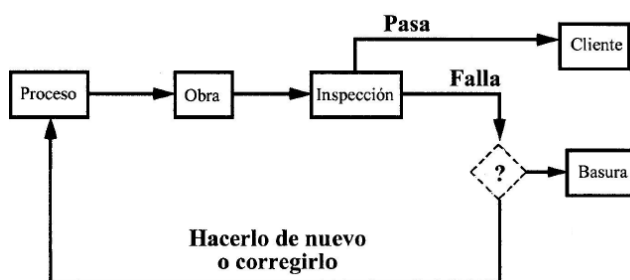 Pasa
Cliente
Proceso
Obra
Inspección
Falla
?
Basura
Hacerlo de nuevo
o corregirlo